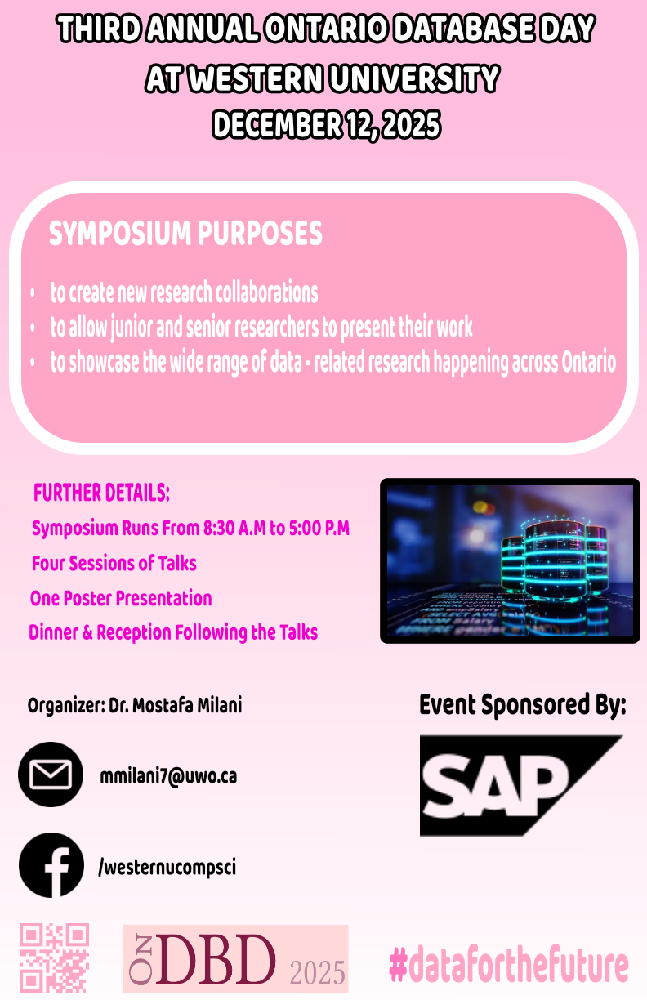 THIRD ANNUAL ONTARIO DATABASE DAY
AT WESTERN UNIVERSITY
DECEMBER 12, 2025
SYMPOSIUM PURPOSES
• to create new research collaborations
• to allow junior and senior researchers to present their work
• to showcase the wide range of data - related research happening across Ontario
FURTHER DETAILS:
Symposium Runs From 8:30 A.M to 5:00 P.M
Four Sessions of Talks
One Poster Presentation
Dinner & Reception Following the Talks
Organizer: Dr. Mostafa Milani
mmilani7@uwo.ca
/westernucompsci
Event Sponsored By:
SAP
ON DBD 2025
#dataforthefuture